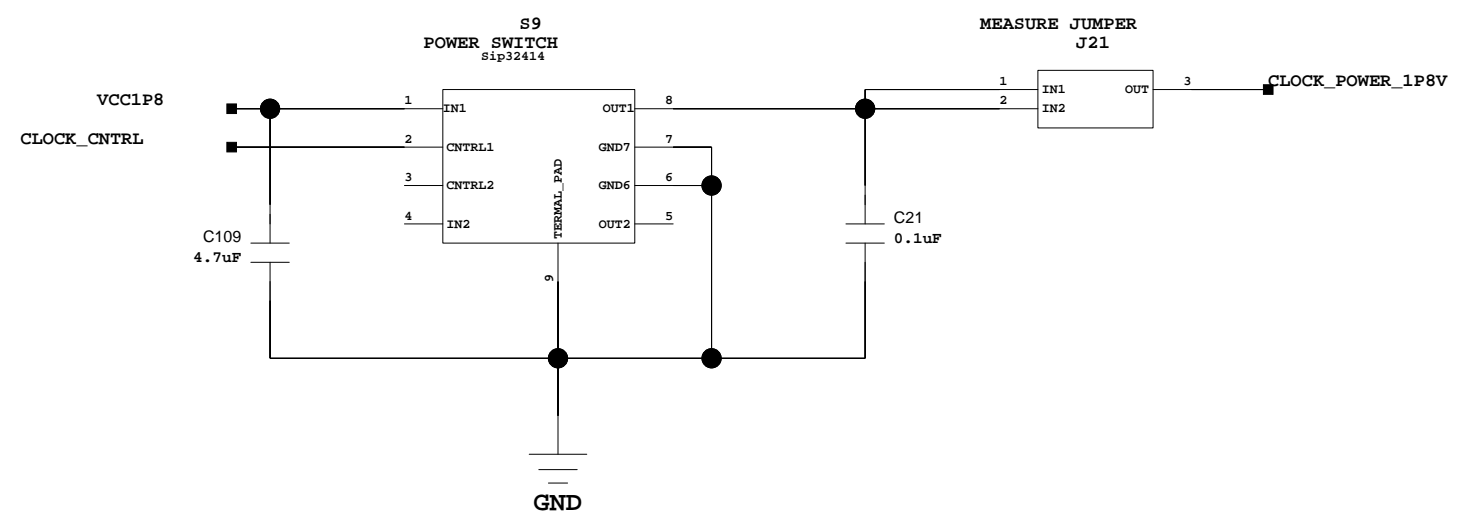 S9
POWER SWITCH
Sip32414
MEASURE JUMPER
J21
VCC1P8
CLOCK_CNTRL
1
IN1
2
CNTRL1
3
CNTRL2
4
IN2
TERMAL_PAD
9
OUT1
8
GND7
7
GND6
6
OUT2
5
1
IN1
2
IN2
OUT
3
CLOCK_POWER_1P8V
C109
4.7uF
C21
0.1uF
GND